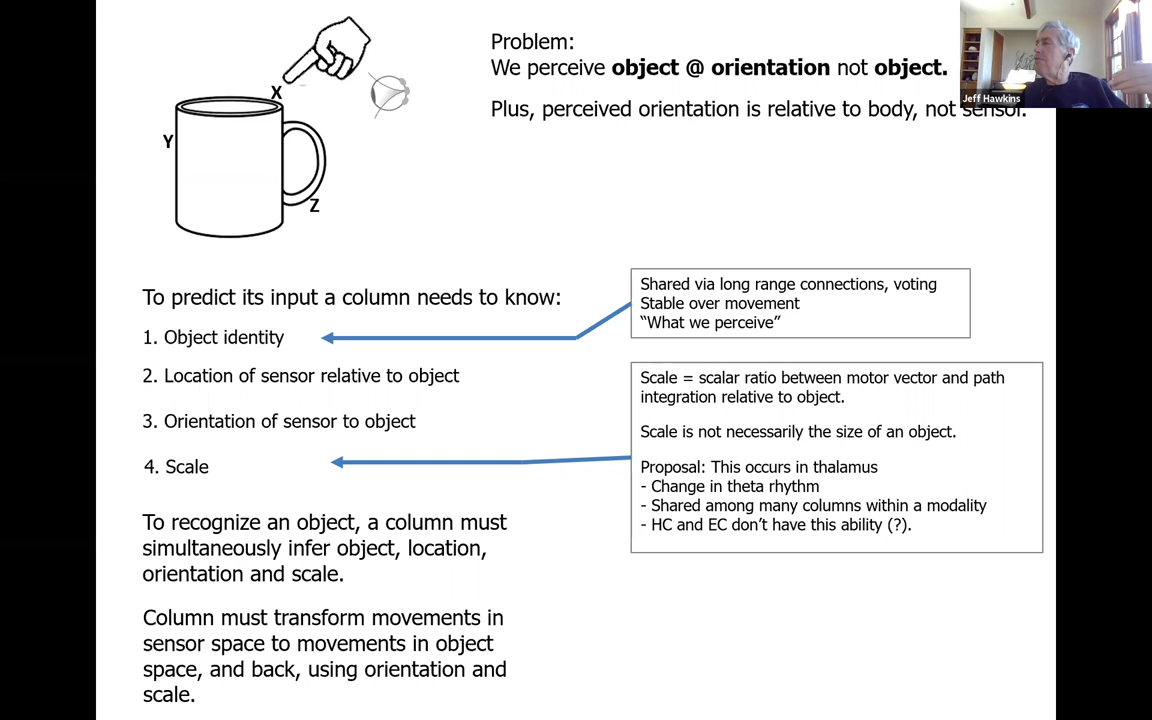 Problem:
We perceive object @ orientation not object.
Plus, perceived orientation is relative to body, not sensor.
Jeff Hawkins
X
Y
Z
To predict its input a column needs to know:
1. Object identity
2. Location of sensor relative to object
3. Orientation of sensor to object
4. Scale
Shared via long range connections, voting
Stable over movement
“What we perceive”
Scale = scalar ratio between motor vector and path
integration relative to object.
Scale is not necessarily the size of an object.
Proposal: This occurs in thalamus
- Change in theta rhythm
- Shared among many columns within a modality
- HC and EC don’t have this ability (?).
To recognize an object, a column must
simultaneously infer object, location,
orientation and scale.
Column must transform movements in
sensor space to movements in object
space, and back, using orientation and
scale.